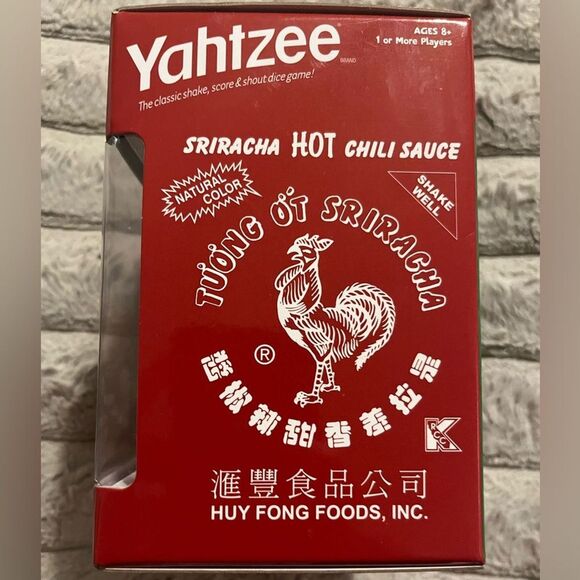 Yahtzee
BRAND
AGES 8+
1 or More Players
The classic shake, score & shout dice game!
SRIRACHA HOT CHILI SAUCE
NATURAL
COLOR
SHAKE
WELL
TƯƠNG ỚT SRIRACHA
®
是拉差香甜辣椒醬
K
滙豐食品公司
HUY FONG FOODS, INC.